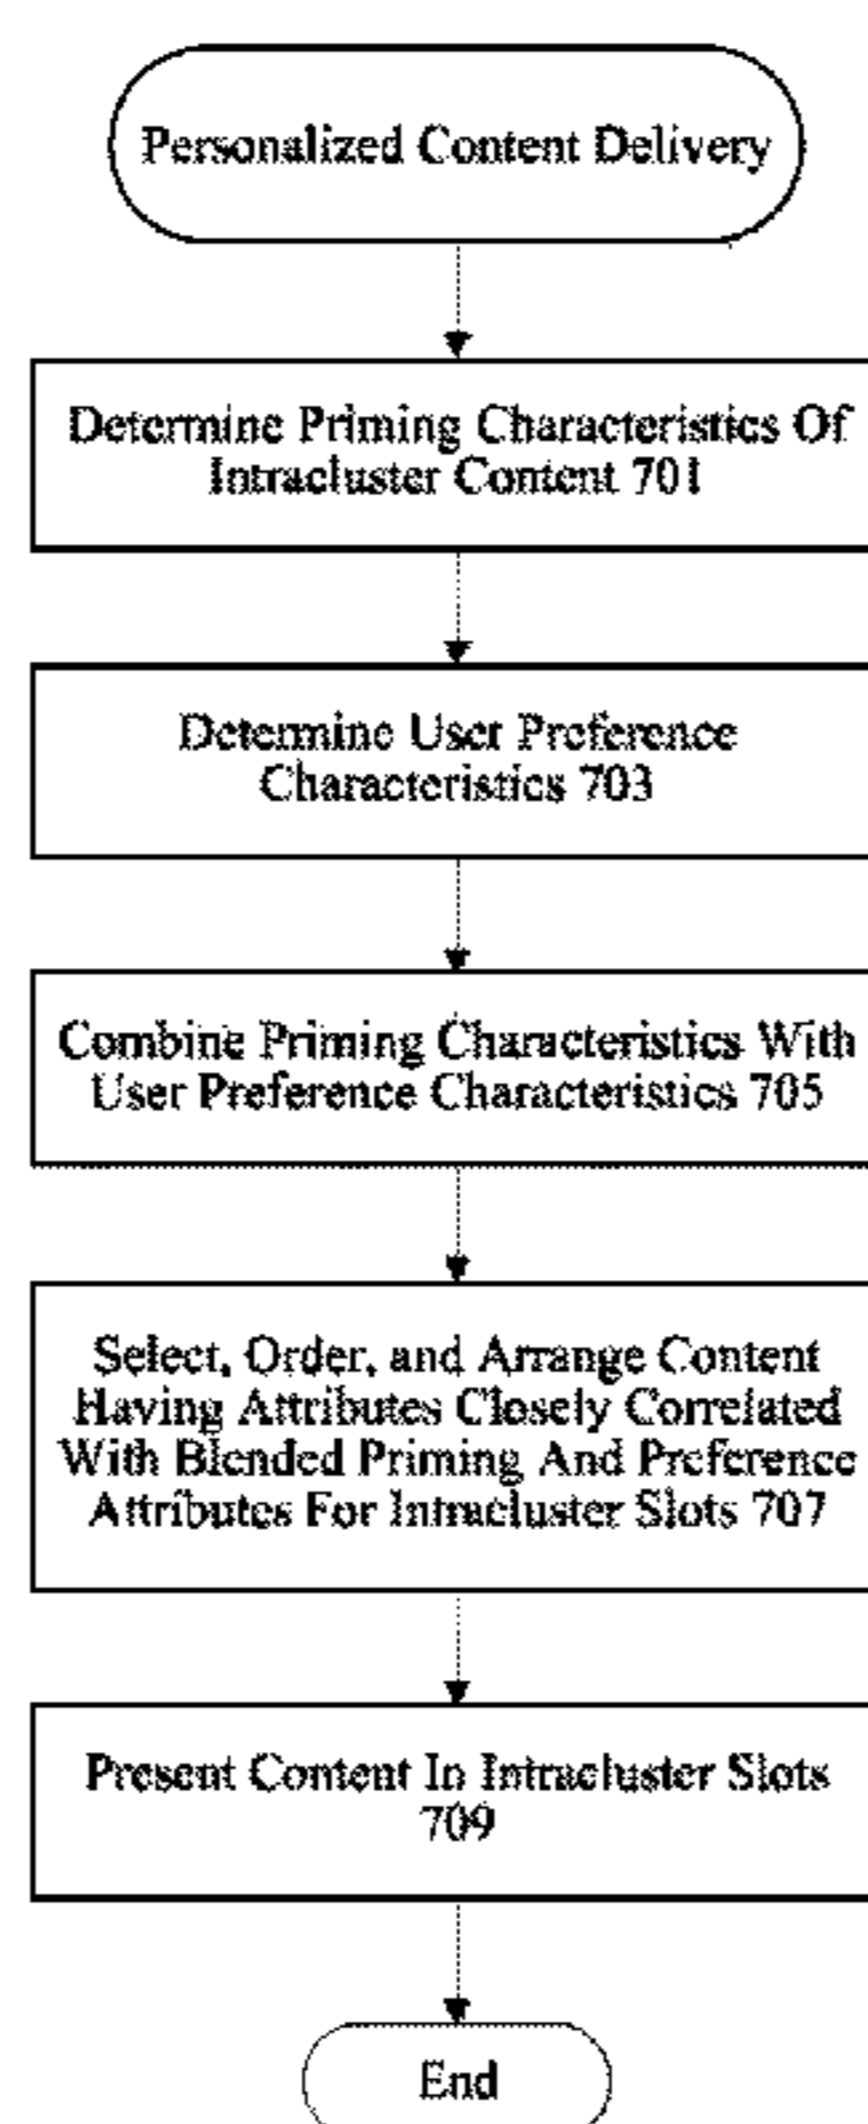 Personalized Content Delivery
Determine Priming Characteristics Of
Intracluster Content 701
Determine User Preference
Characteristics 703
Combine Priming Characteristics With
User Preference Characteristics 705
Select, Order, and Arrange Content
Having Attributes Closely Correlated
With Blended Priming And Preference
Attributes For Intracluster Slots 707
Present Content In Intracluster Slots
709
End